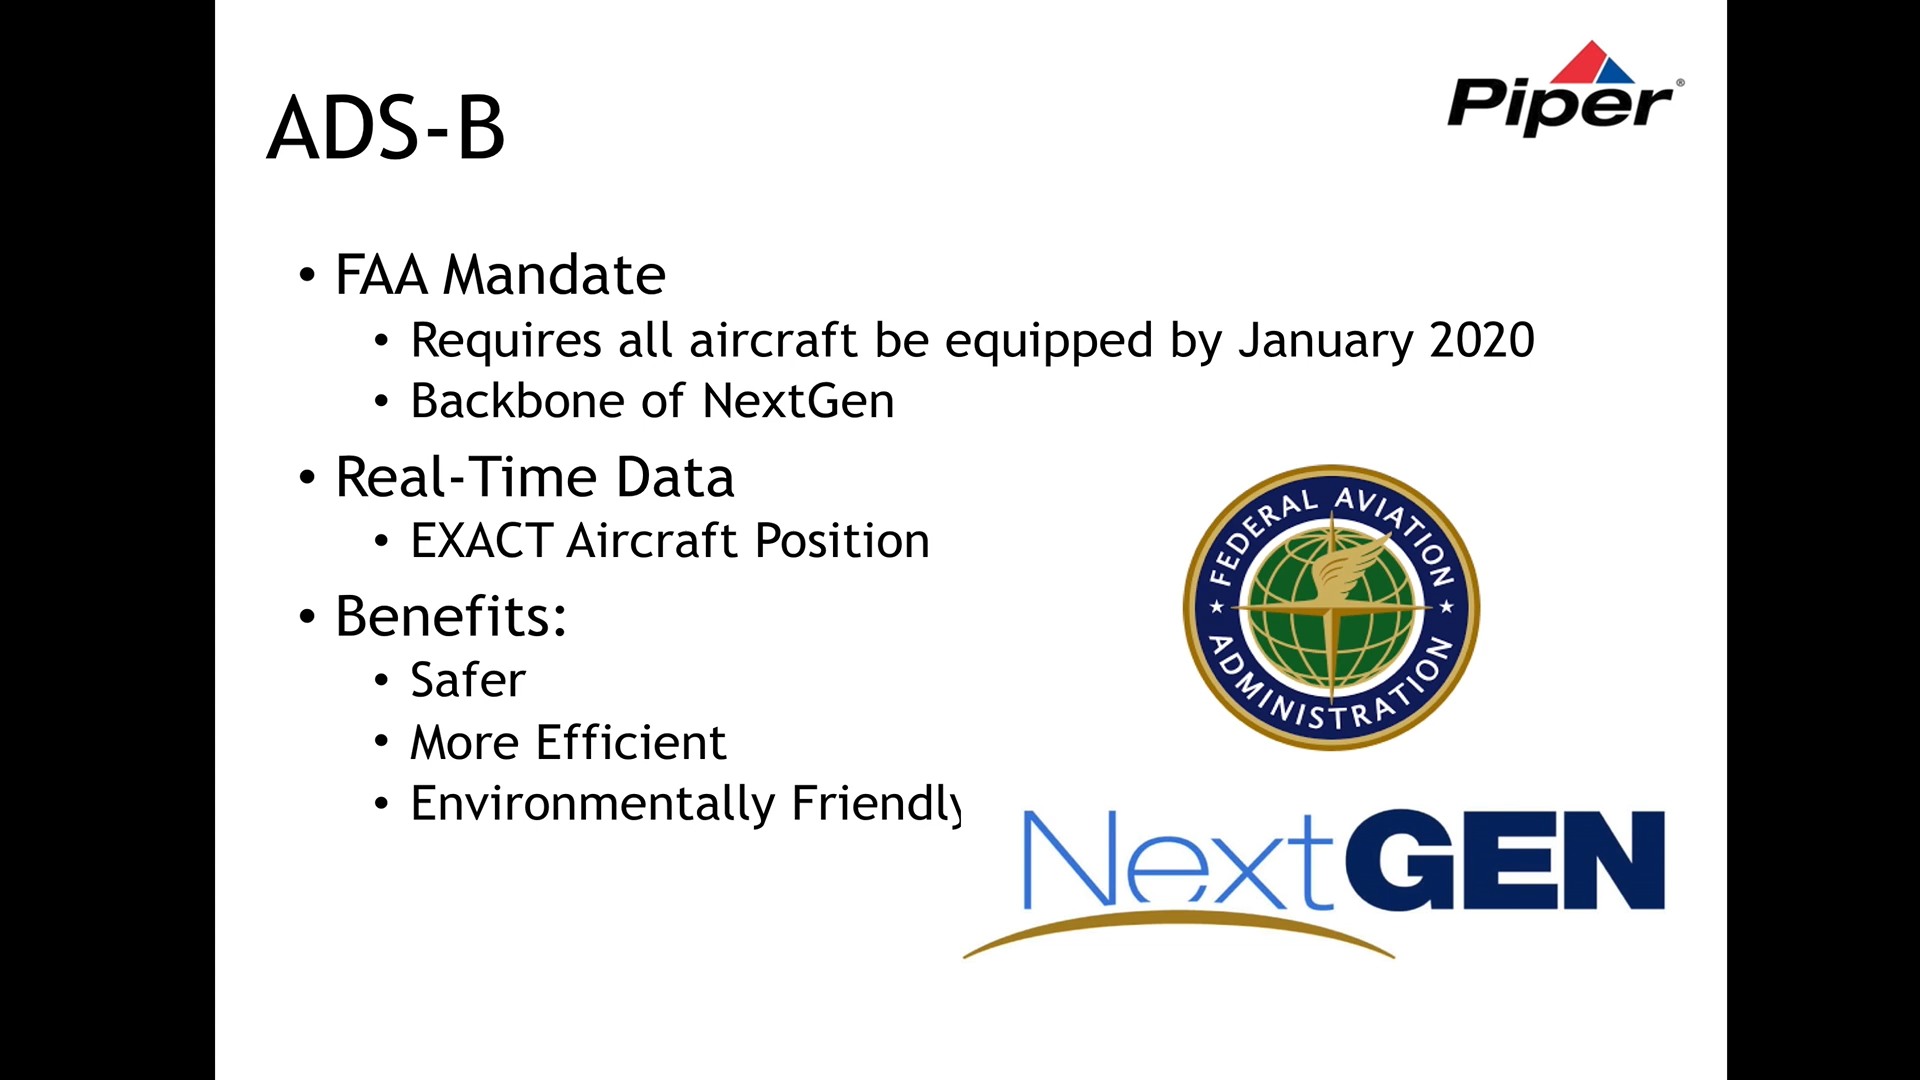 Piper®
ADS-B
• FAA Mandate
• Requires all aircraft be equipped by January 2020
• Backbone of NextGen
• Real-Time Data
• EXACT Aircraft Position
• Benefits:
• Safer
• More Efficient
• Environmentally Friendly
FEDERAL AVIATION
ADMINISTRATION
NextGEN